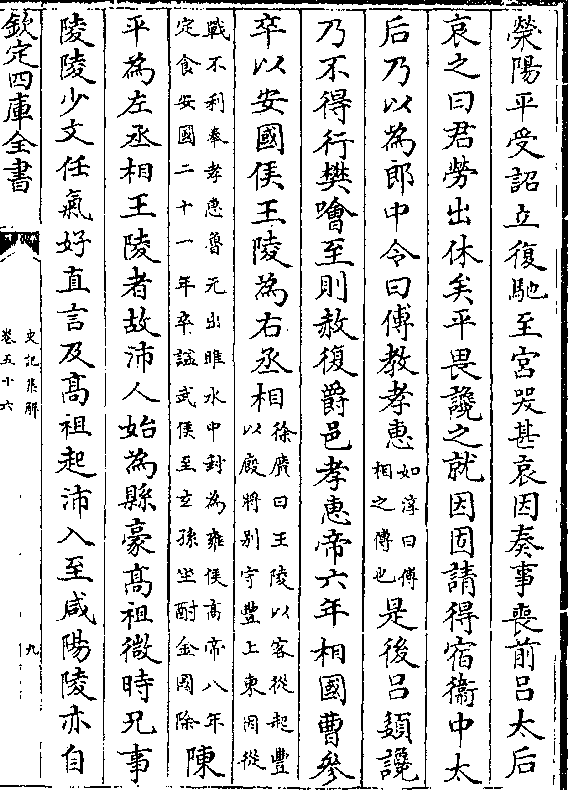 滎陽平受詔立復馳至宮哭甚哀因奏事喪前吕太后
哀之曰君勞出休矣平畏讒之就因固請得宿衛中太
后乃以為郎中令曰傅教孝惠如淳曰傅相之傅也是後吕嬃讒
乃不得行樊噲至則赦復爵邑孝惠帝六年相國曹參
卒以安國侯王陵為右丞相徐廣曰王陵以客從起豐以廐將别守豐上東因從
戰不利奉孝惠魯元出睢水中封為雍侯高帝八年定食安國二十一年卒諡武侯至玄孫坐酎金國除陳
平為左丞相王陵者故沛人始為縣豪高祖微時兄事
陵陵少文任氣好直言及高祖起沛入至咸陽陵亦自
欽定四庫全書
史記集解
卷五十六
九